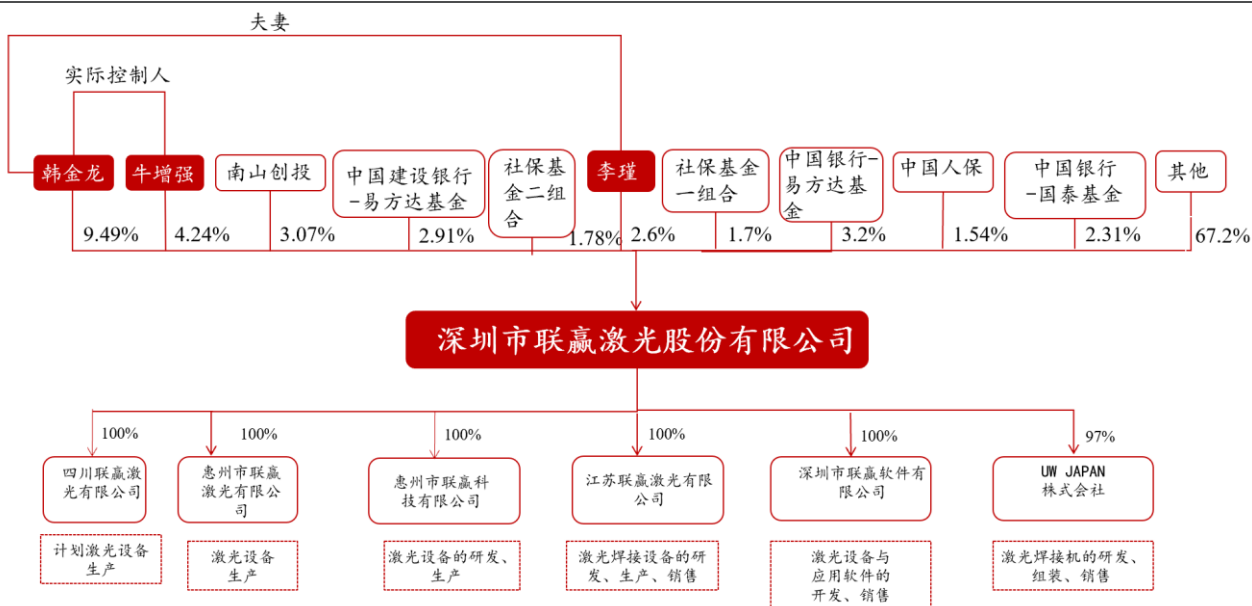 夫妻
实际控制人
韩金龙
牛增强
南山创投
中国建设银行
-易方达基金
社保基
金二组
合
李瑾
社保基金
一组合
中国银行-
易方达基
金
中国人保
中国银行
-国泰基金
其他
9.49%
4.24%
3.07%
2.91%
1.78%
2.6%
1.7%
3.2%
1.54%
2.31%
67.2%
深圳市联赢激光股份有限公司
100%
100%
100%
100%
100%
97%
四川联赢激
光有限公司
惠州市联赢
激光有限公
司
惠州市联赢科
技有限公司
江苏联赢激光有限
公司
深圳市联赢软件有
限公司
UW JAPAN
株式会社
计划激光设备
生产
激光设备
生产
激光设备的研发、
生产
激光焊接设备的研
发、生产、销售
激光设备与
应用软件的
开发、销售
激光焊接机的研发、
组装、销售